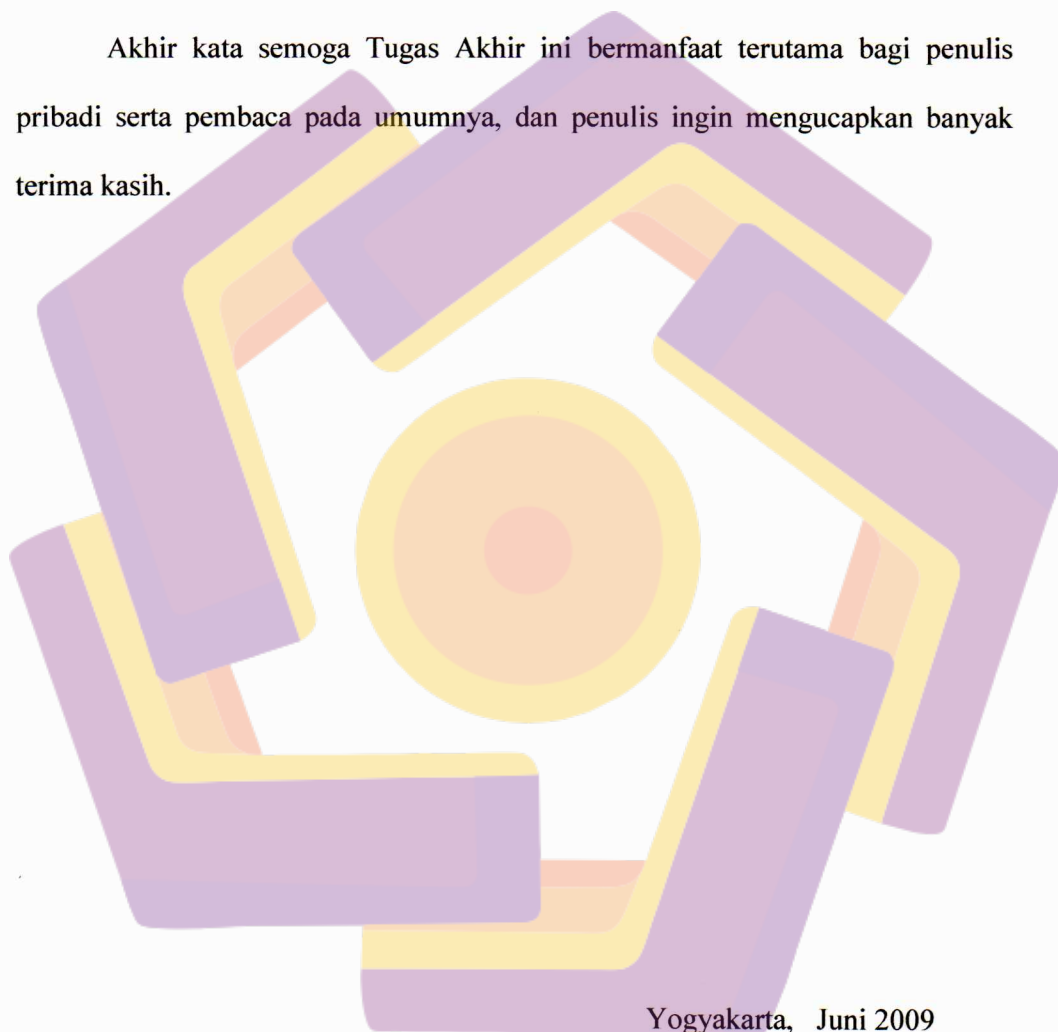 Akhir kata semoga Tugas Akhir ini bermanfaat terutama bagi penulis
pribadi serta pembaca pada umumnya, dan penulis ingin mengucapkan banyak
terima kasih.
Yogyakarta, Juni 2009